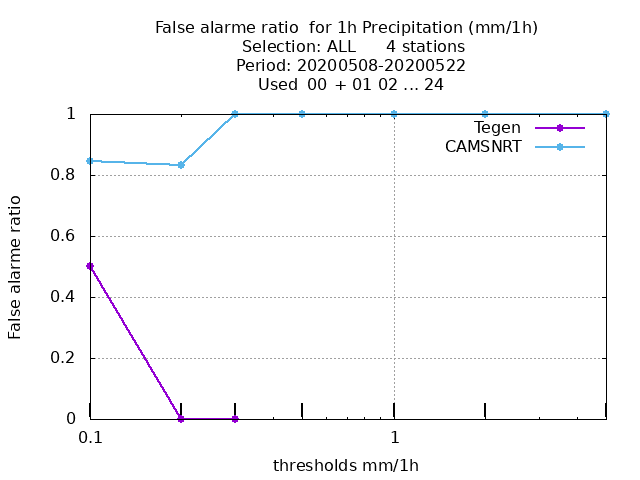 False alarme ratio  for 1h Precipitation (mm/1h)
Selection: ALL      4 stations
Period: 20200508-20200522
Used  00  + 01 02 ... 24
Tegen
CAMSNRT
False alarme ratio
1
0.8
0.6
0.4
0.2
0
0.1
1
thresholds mm/1h